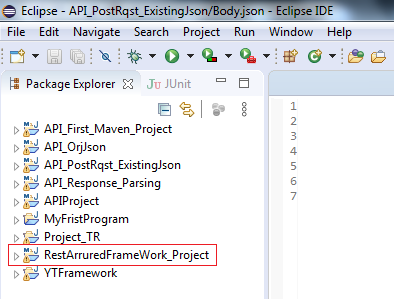 Eclipse - API_PostRqst_ExistingJson/Body.json - Eclipse IDE
File Edit Navigate Search Project Run Window Help
Package Explorer JU JUnit
API_First_Maven_Project
API_OrjJson
API_PostRqst_ExistingJson
API_Response_Parsing
APIProject
MyFristProgram
Project_TR
RestArruredFrameWork_Project
YTFramework
1
2
3
4
5
6
7